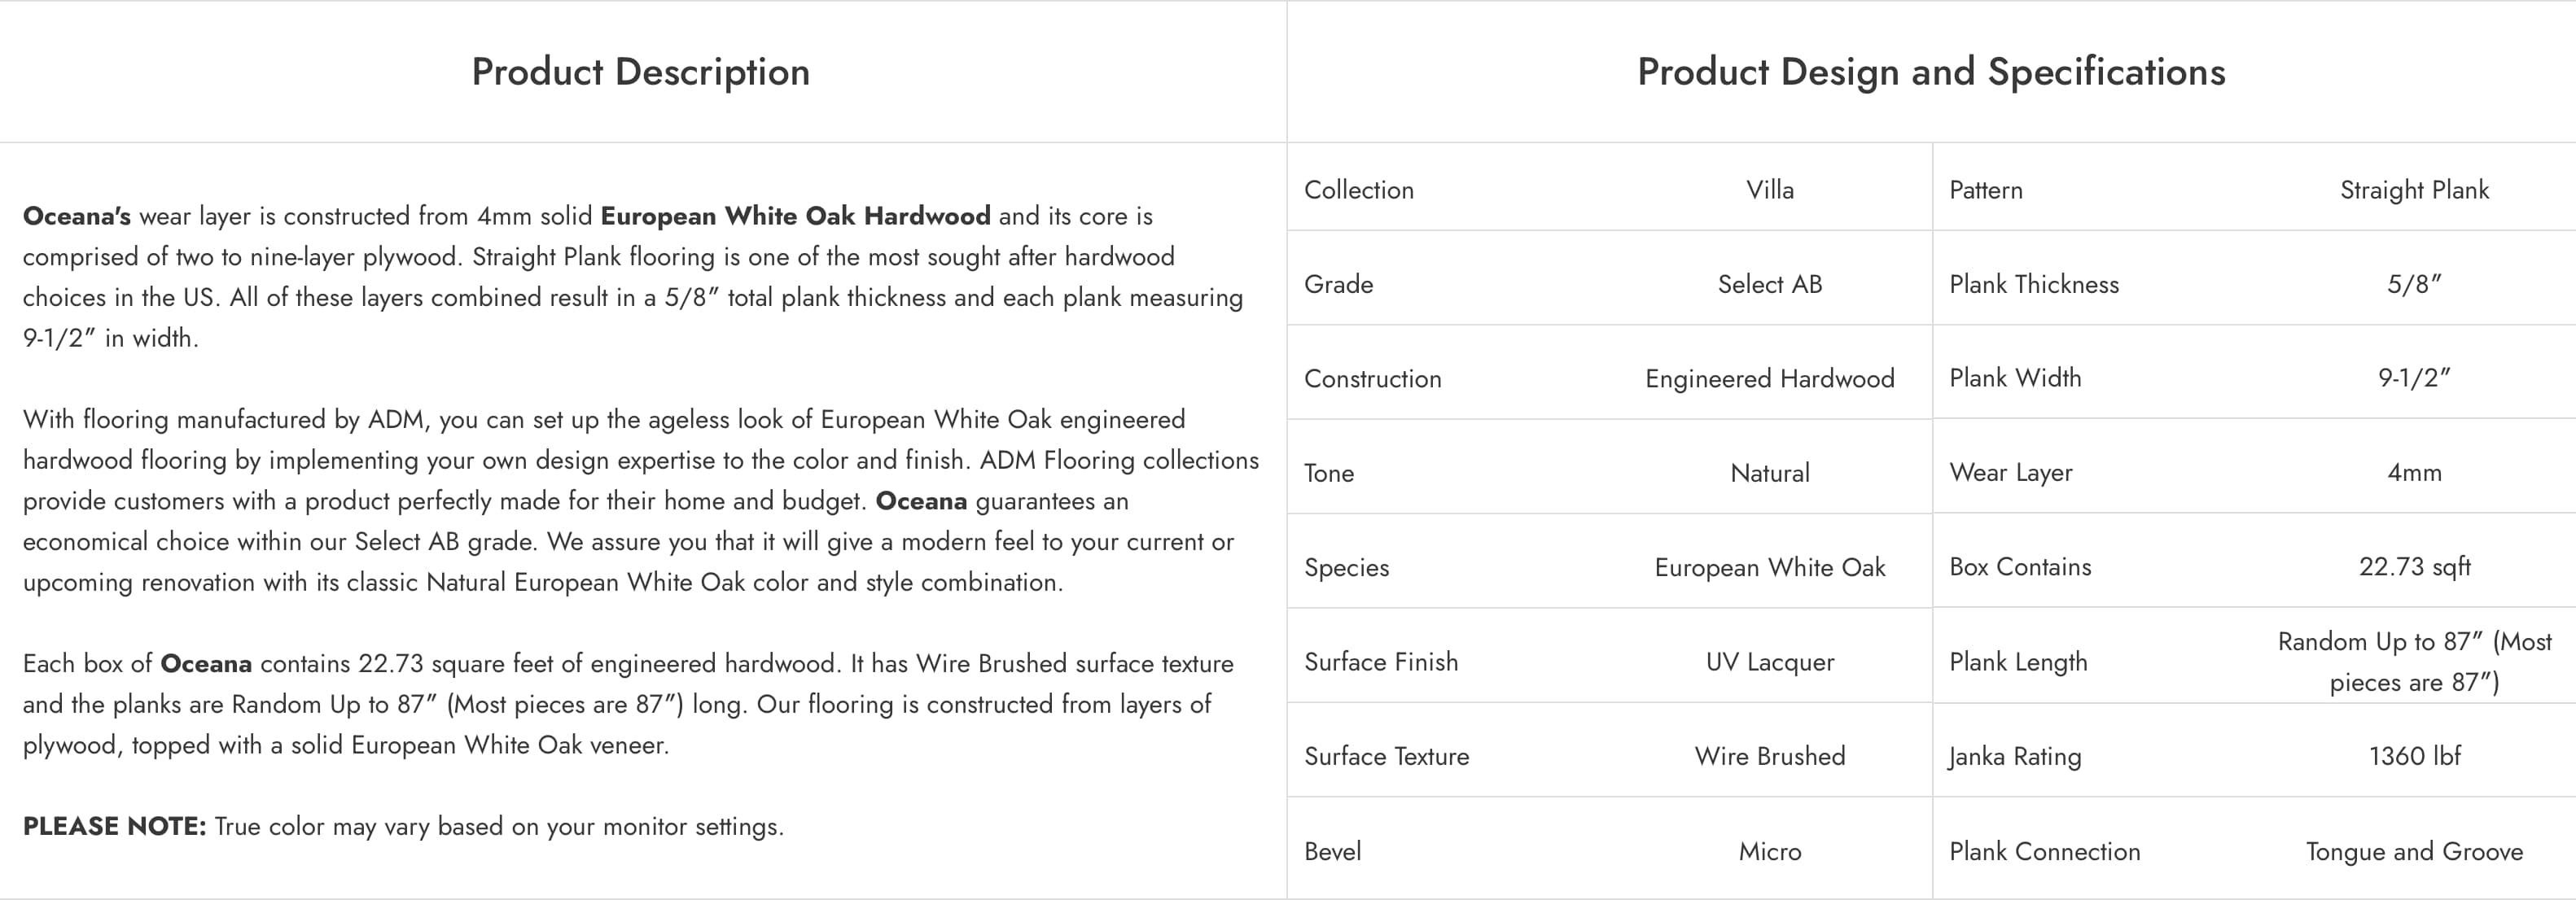 Product Description
Product Design and Specifications
Oceana's wear layer is constructed from 4mm solid European White Oak Hardwood and its core is
comprised of two to nine-layer plywood. Straight Plank flooring is one of the most sought after hardwood
choices in the US. All of these layers combined result in a 5/8″ total plank thickness and each plank measuring
9-1/2″ in width.
With flooring manufactured by ADM, you can set up the ageless look of European White Oak engineered
hardwood flooring by implementing your own design expertise to the color and finish. ADM Flooring collections
provide customers with a product perfectly made for their home and budget. Oceana guarantees an
economical choice within our Select AB grade. We assure you that it will give a modern feel to your current or
upcoming renovation with its classic Natural European White Oak color and style combination.
Each box of Oceana contains 22.73 square feet of engineered hardwood. It has Wire Brushed surface texture
and the planks are Random Up to 87″ (Most pieces are 87″) long. Our flooring is constructed from layers of
plywood, topped with a solid European White Oak veneer.
PLEASE NOTE: True color may vary based on your monitor settings.
Collection Villa
Grade Select AB
Construction Engineered Hardwood
Tone Natural
Species European White Oak
Surface Finish UV Lacquer
Surface Texture Wire Brushed
Bevel Micro
Pattern Straight Plank
Plank Thickness 5/8″
Plank Width 9-1/2″
Wear Layer 4mm
Box Contains 22.73 sqft
Plank Length Random Up to 87″ (Most
pieces are 87″)
Janka Rating 1360 lbf
Plank Connection Tongue and Groove